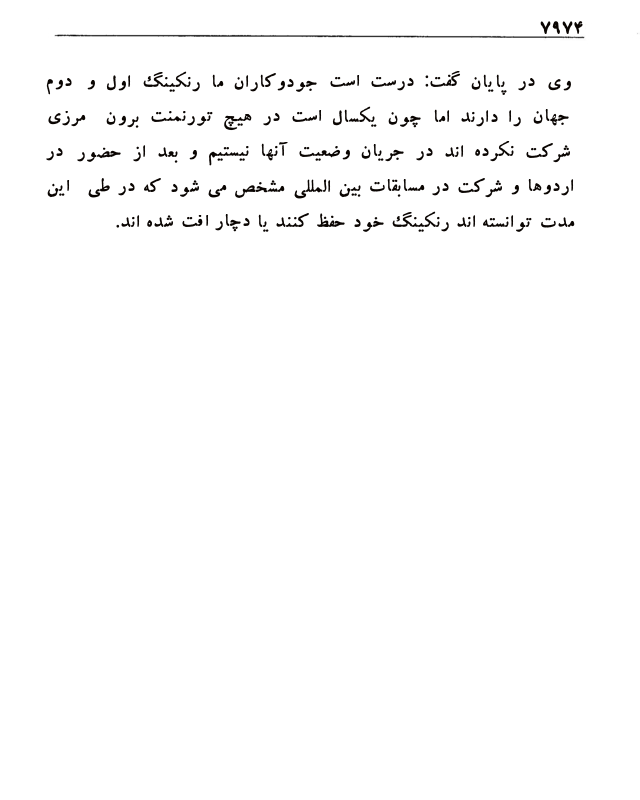 ۷۹۷۴
وی در پایان گفت: درست است جودوکاران ما رنکینگ اول و دوم
جهان را دارند اما چون یکسال است در هیچ تورنمنت برون مرزی
شرکت نکرده اند در جریان وضعیت آنها نیستیم و بعد از حضور در
اردوها و شرکت در مسابقات بین المللی مشخص می شود که در طی این
مدت توانسته اند رنکینگ خود حفظ کنند یا دچار افت شده اند.